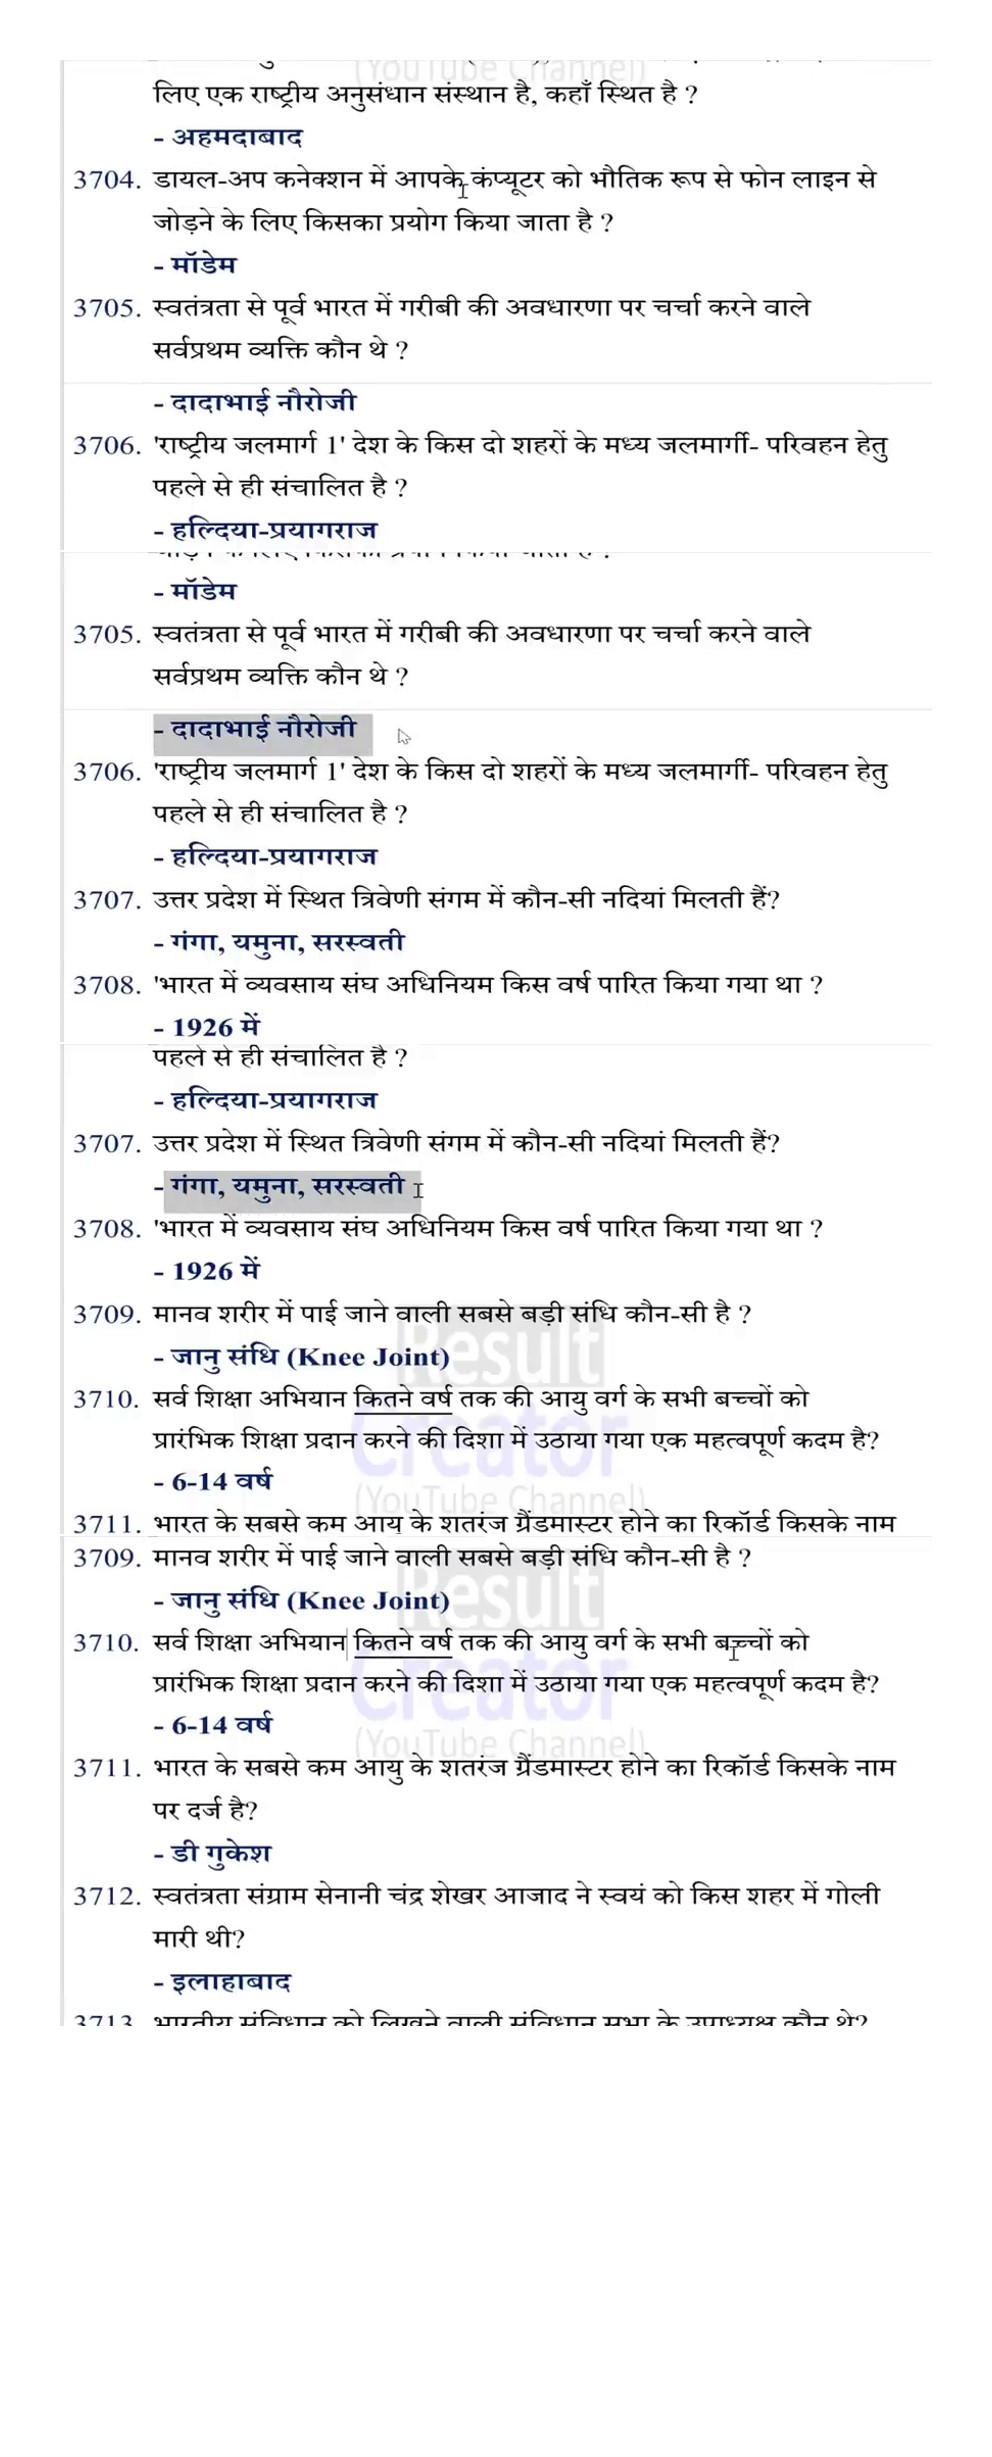 (YouTube Channel)
लिए एक राष्ट्रीय अनुसंधान संस्थान है, कहाँ स्थित है ?
- अहमदाबाद
3704. डायल-अप कनेक्शन में आपके कंप्यूटर को भौतिक रूप से फोन लाइन से
जोड़ने के लिए किसका प्रयोग किया जाता है ?
- मॉडेम
3705. स्वतंत्रता से पूर्व भारत में गरीबी की अवधारणा पर चर्चा करने वाले
सर्वप्रथम व्यक्ति कौन थे ?
- दादाभाई नौरोजी
3706. 'राष्ट्रीय जलमार्ग 1' देश के किस दो शहरों के मध्य जलमार्गी- परिवहन हेतु
पहले से ही संचालित है ?
- हल्दिया-प्रयागराज
- मॉडेम
3705. स्वतंत्रता से पूर्व भारत में गरीबी की अवधारणा पर चर्चा करने वाले
सर्वप्रथम व्यक्ति कौन थे ?
- दादाभाई नौरोजी
3706. 'राष्ट्रीय जलमार्ग 1' देश के किस दो शहरों के मध्य जलमार्गी- परिवहन हेतु
पहले से ही संचालित है ?
- हल्दिया-प्रयागराज
3707. उत्तर प्रदेश में स्थित त्रिवेणी संगम में कौन-सी नदियां मिलती हैं?
- गंगा, यमुना, सरस्वती
3708. 'भारत में व्यवसाय संघ अधिनियम किस वर्ष पारित किया गया था ?
- 1926 में
पहले से ही संचालित है ?
- हल्दिया-प्रयागराज
3707. उत्तर प्रदेश में स्थित त्रिवेणी संगम में कौन-सी नदियां मिलती हैं?
- गंगा, यमुना, सरस्वती
3708. 'भारत में व्यवसाय संघ अधिनियम किस वर्ष पारित किया गया था ?
- 1926 में
3709. मानव शरीर में पाई जाने वाली सबसे बड़ी संधि कौन-सी है ?
Result
- जानु संधि (Knee Joint)
3710. सर्व शिक्षा अभियान कितने वर्ष तक की आयु वर्ग के सभी बच्चों को
Creator
प्रारंभिक शिक्षा प्रदान करने की दिशा में उठाया गया एक महत्वपूर्ण कदम है?
- 6-14 वर्ष
(YouTube Channel)
3711. भारत के सबसे कम आयु के शतरंज ग्रैंडमास्टर होने का रिकॉर्ड किसके नाम
3709. मानव शरीर में पाई जाने वाली सबसे बड़ी संधि कौन-सी है ?
Result
- जानु संधि (Knee Joint)
3710. सर्व शिक्षा अभियान कितने वर्ष तक की आयु वर्ग के सभी बच्चों को
Creator
प्रारंभिक शिक्षा प्रदान करने की दिशा में उठाया गया एक महत्वपूर्ण कदम है?
- 6-14 वर्ष
(YouTube Channel)
3711. भारत के सबसे कम आयु के शतरंज ग्रैंडमास्टर होने का रिकॉर्ड किसके नाम
पर दर्ज है?
- डी गुकेश
3712. स्वतंत्रता संग्राम सेनानी चंद्र शेखर आजाद ने स्वयं को किस शहर में गोली
मारी थी?
- इलाहाबाद
3713. भारतीय संविधान को लिखने वाली संविधान सभा के उपाध्यक्ष कौन थे?